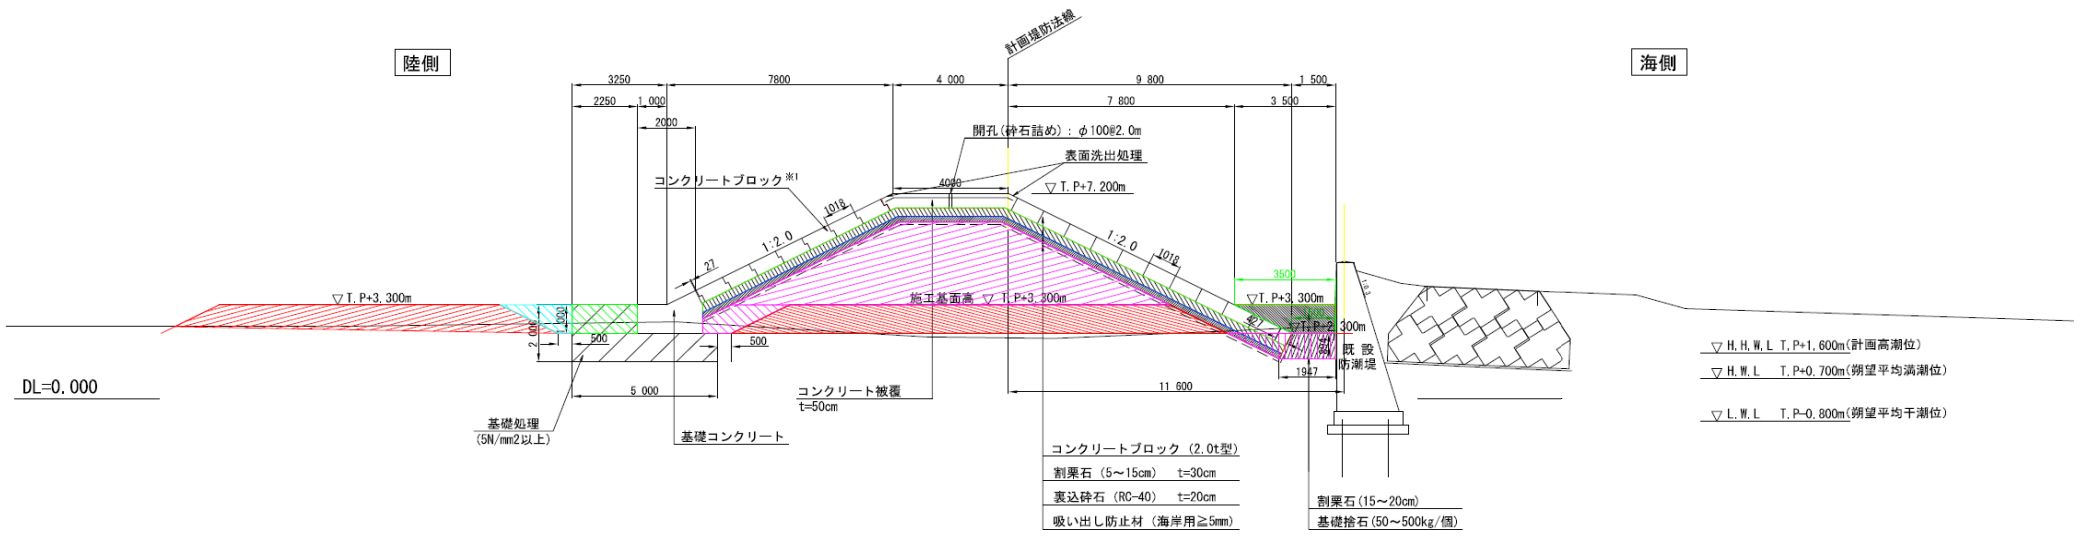 計画堤防法線
陸側
海側
3250
7800
4 000
9 800
1 500
2250
1 000
7 800
3 500
2000
開孔(砕石詰め)：φ100@2.0m
表面洗出処理
コンクリートブロック※1
4000
▽T.P+7.200m
1018
1:2.0
1:2.0
1018
27
3500
▽T.P+3.300m
施工基面高 ▽T.P+3.300m
▽T.P+3.300m
▽T.P+2.300m
1:0.3
2 000
500
500
既設
防潮堤
1947
▽H.H.W.L T.P+1.600m(計画高潮位)
▽H.W.L T.P+0.700m(朔望平均満潮位)
▽L.W.L T.P-0.800m(朔望平均干潮位)
DL=0.000
5 000
11 600
コンクリート被覆
t=50cm
基礎処理
(5N/mm2以上)
基礎コンクリート
コンクリートブロック (2.0t型)
割栗石 (5～15cm) t=30cm
裏込砕石 (RC-40) t=20cm
吸い出し防止材 (海岸用≧5mm)
割栗石(15～20cm)
基礎捨石(50～500kg/個)